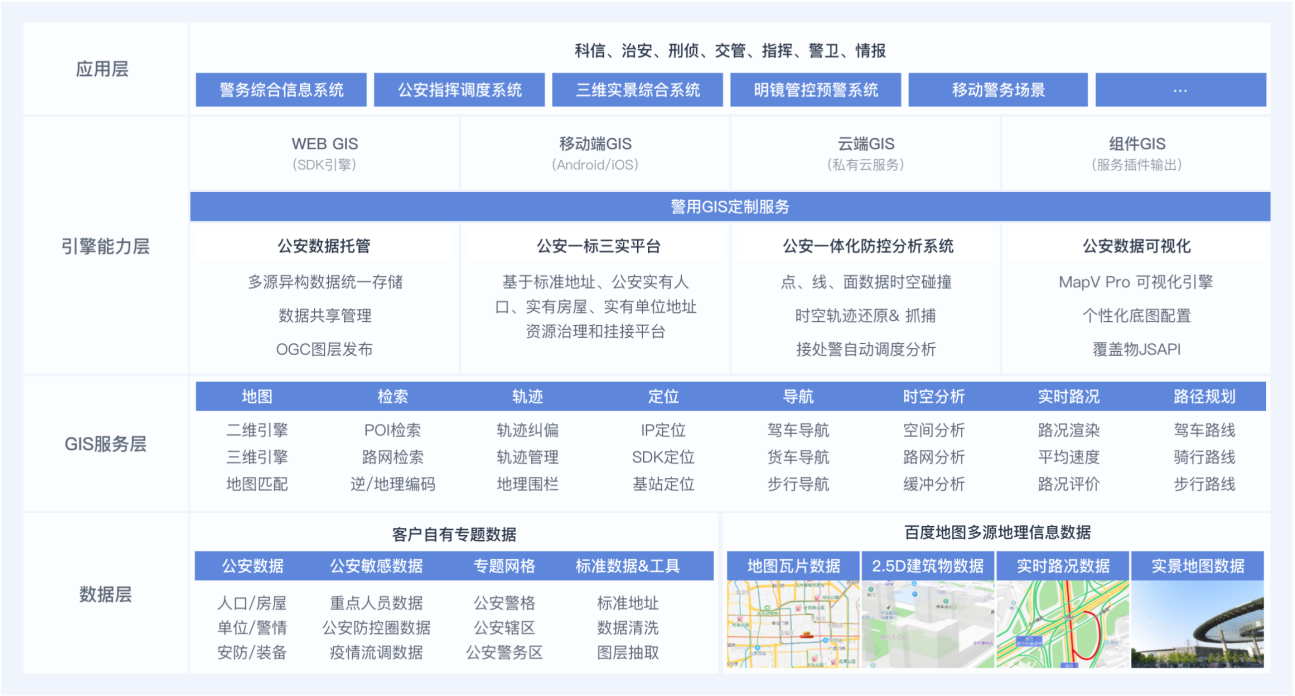 应用层
科信、治安、刑侦、交管、指挥、警卫、情报
警务综合信息系统 公安指挥调度系统 三维实景综合系统 明镜管控预警系统 移动警务场景 ...
引擎能力层
WEB GIS 移动端GIS 云端GIS 组件GIS
(SDK引擎) (Android/iOS) (私有云服务) (服务插件输出)
警用GIS定制服务
公安数据托管 公安一标三实平台 公安一体化防控分析系统 公安数据可视化
多源异构数据统一存储
数据共享管理
OGC图层发布
基于标准地址、公安实有人
口、实有房屋、实有单位地址
资源治理和挂接平台
点、线、面数据时空碰撞
时空轨迹还原& 抓捕
接处警自动调度分析
MapV Pro 可视化引擎
个性化底图配置
覆盖物JSAPI
GIS服务层
地图 检索 轨迹 定位 导航 时空分析 实时路况 路径规划
二维引擎 POI检索 轨迹纠偏 IP定位 驾车导航 空间分析 路况渲染 驾车路线
三维引擎 路网检索 轨迹管理 SDK定位 货车导航 路网分析 平均速度 骑行路线
地图匹配 逆/地理编码 地理围栏 基站定位 步行导航 缓冲分析 路况评价 步行路线
数据层
客户自有专题数据
公安数据 公安敏感数据 专题网格 标准数据&工具
人口/房屋 重点人员数据 公安警格 标准地址
单位/警情 公安防控圈数据 公安辖区 数据清洗
安防/装备 疫情流调数据 公安警务区 图层抽取
百度地图多源地理信息数据
地图瓦片数据 2.5D建筑物数据 实时路况数据 实景地图数据